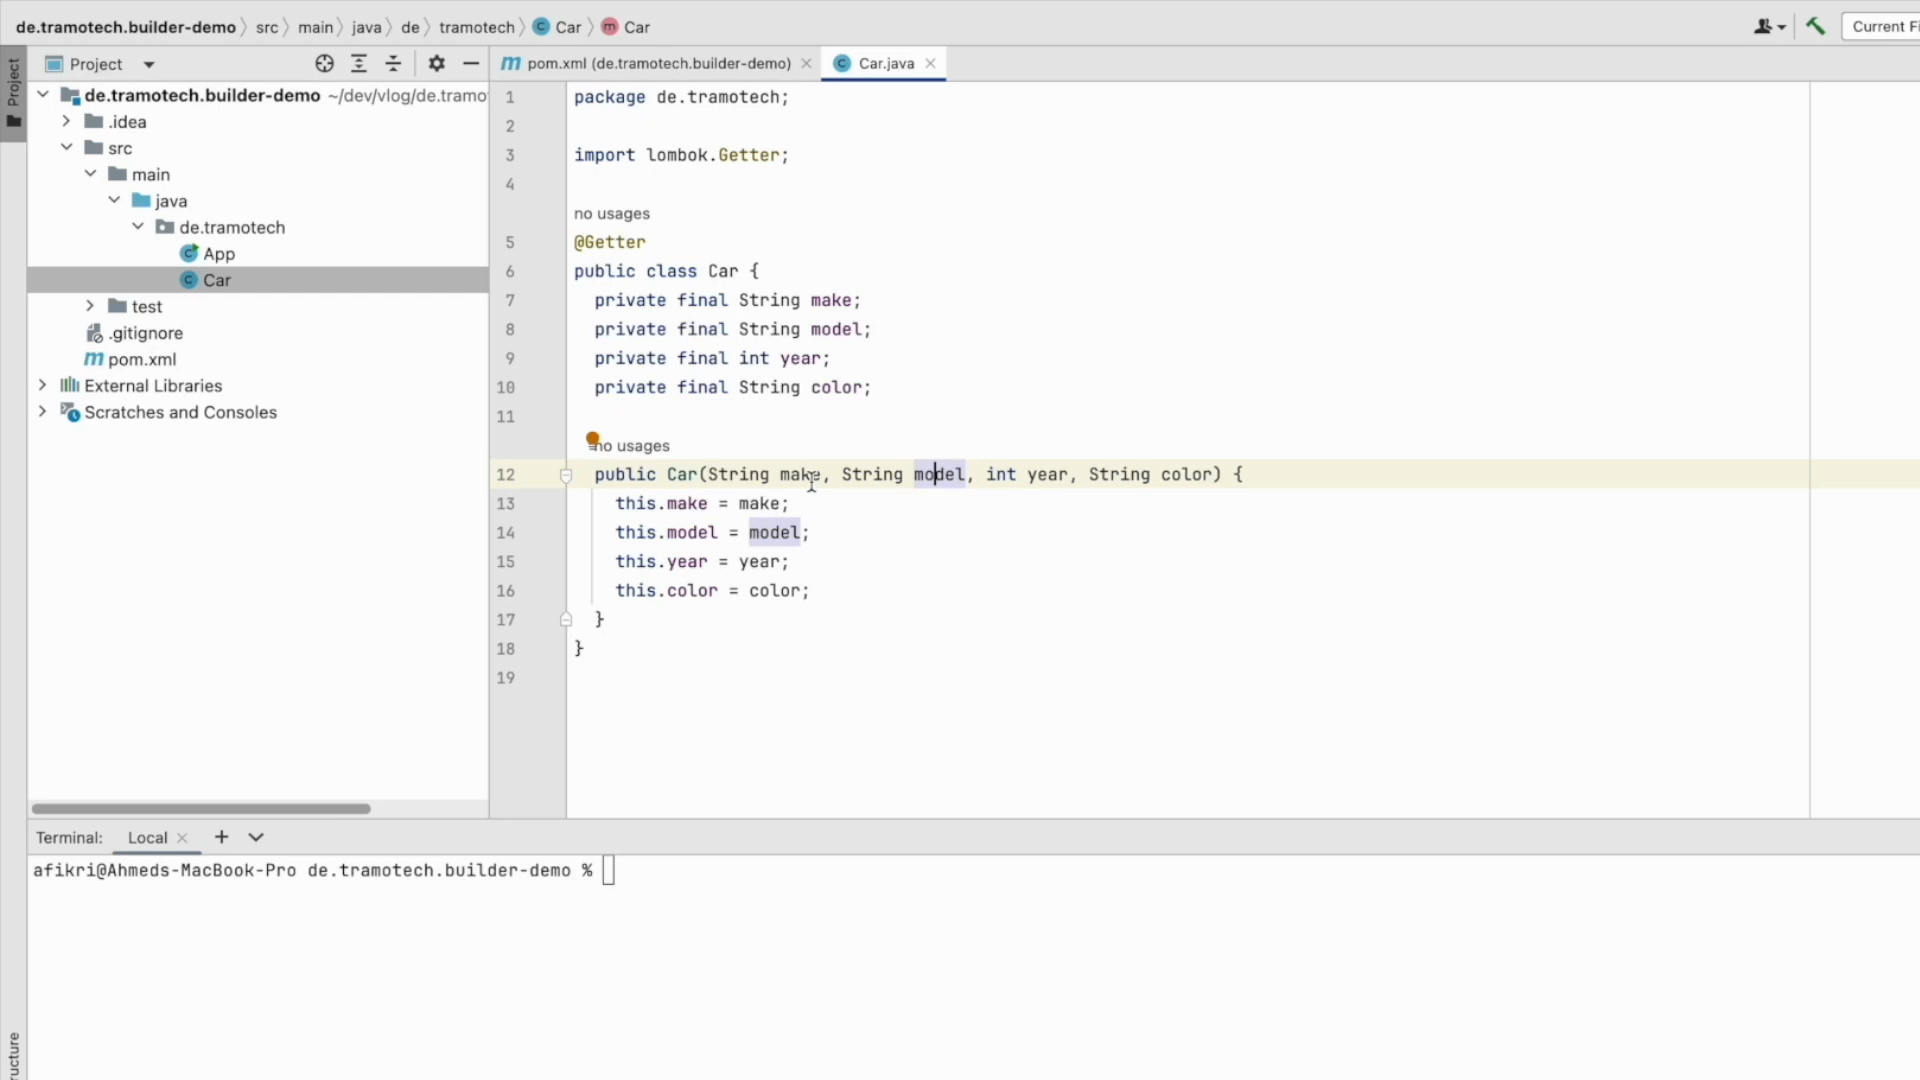 de.tramotech.builder-demo 〉 src 〉 main 〉 java 〉 de 〉 tramotech 〉 Car 〉 Car
Current Fi
Project
Project
de.tramotech.builder-demo ~/dev/vlog/de.tramo
.idea
src
main
java
de.tramotech
App
Car
test
.gitignore
pom.xml
External Libraries
Scratches and Consoles
pom.xml (de.tramotech.builder-demo)
Car.java
1 package de.tramotech;
2
3 import lombok.Getter;
4
no usages
5 @Getter
6 public class Car {
7 private final String make;
8 private final String model;
9 private final int year;
10 private final String color;
11
no usages
12 public Car(String make, String model, int year, String color) {
13 this.make = make;
14 this.model = model;
15 this.year = year;
16 this.color = color;
17 }
18 }
19
Terminal: Local
afikri@Ahmeds-MacBook-Pro de.tramotech.builder-demo %
ructure